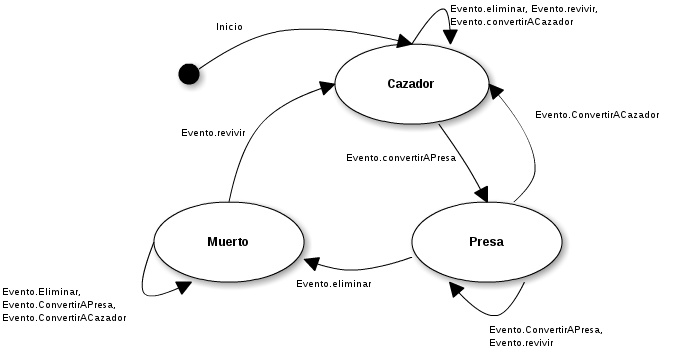 Inicio
Evento.eliminar, Evento.revivir,
Evento.convertirACazador
Cazador
Evento.revivir
Evento.ConvertirACazador
Evento.convertirAPresa
Muerto
Presa
Evento.eliminar
Evento.Eliminar,
Evento.ConvertirAPresa,
Evento.ConvertirACazador
Evento.ConvertirAPresa,
Evento.revivir